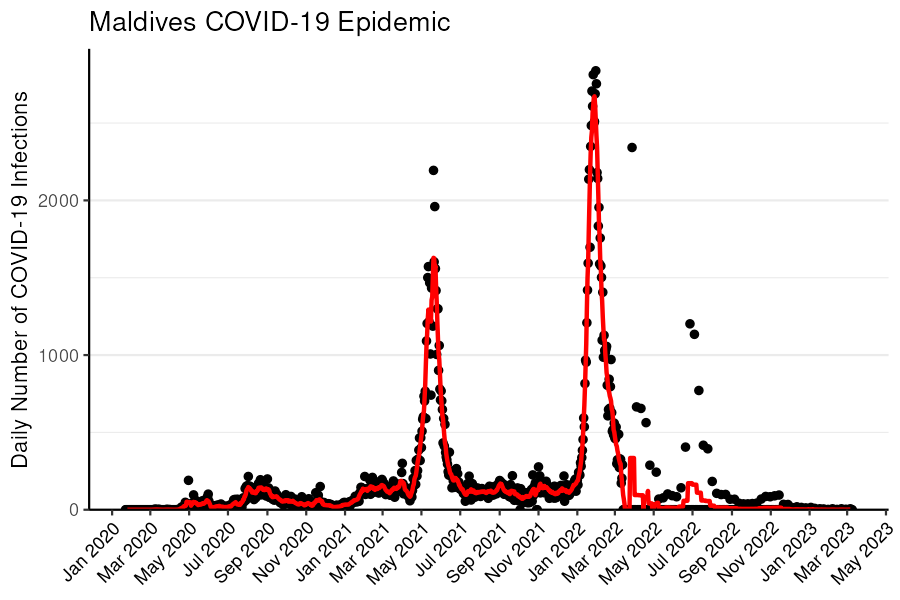 Maldives COVID-19 Epidemic
Daily Number of COVID-19 Infections
2000
1000
0
Jan 2020
Mar 2020
May 2020
Jul 2020
Sep 2020
Nov 2020
Jan 2021
Mar 2021
May 2021
Jul 2021
Sep 2021
Nov 2021
Jan 2022
Mar 2022
May 2022
Jul 2022
Sep 2022
Nov 2022
Jan 2023
Mar 2023
May 2023